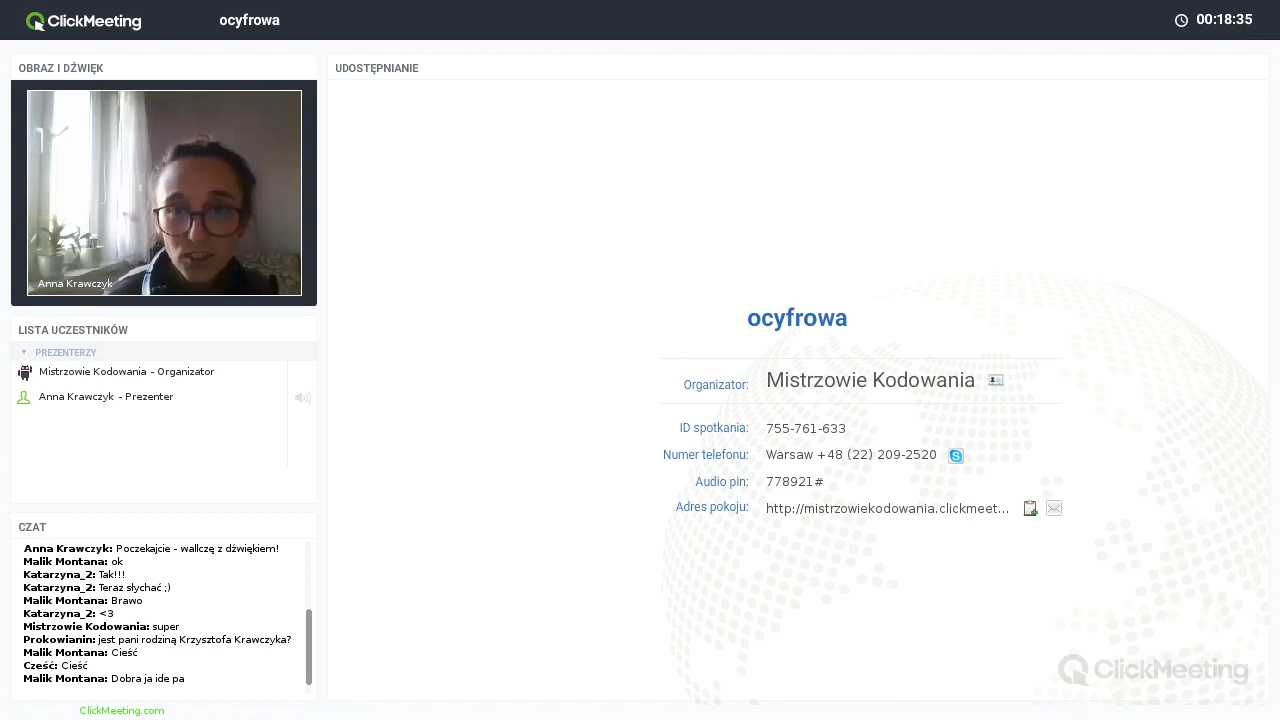 ClickMeeting
ocyfrowa
00:18:35
OBRAZ I DŹWIĘK
Anna Krawczyk
LISTA UCZESTNIKÓW
PREZENTERZY
Mistrzowie Kodowania - Organizator
Anna Krawczyk - Prezenter
CZAT
Anna Krawczyk: Poczekajcie - wallczę z dźwiękiem!
Malik Montana: ok
Katarzyna_2: Tak!!!
Katarzyna_2: Teraz słychać ;)
Malik Montana: Brawo
Katarzyna_2: <3
Mistrzowie Kodowania: super
Prokowianin: jest pani rodziną Krzysztofa Krawczyka?
Malik Montana: Cieść
Cześć: Cieść
Malik Montana: Dobra ja ide pa
ClickMeeting.com
UDOSTĘPNIANIE
ocyfrowa
Organizator: Mistrzowie Kodowania
ID spotkania: 755-761-633
Numer telefonu: Warsaw +48 (22) 209-2520
Audio pin: 778921#
Adres pokoju: http://mistrzowiekodowania.clickmeet...
ClickMeeting